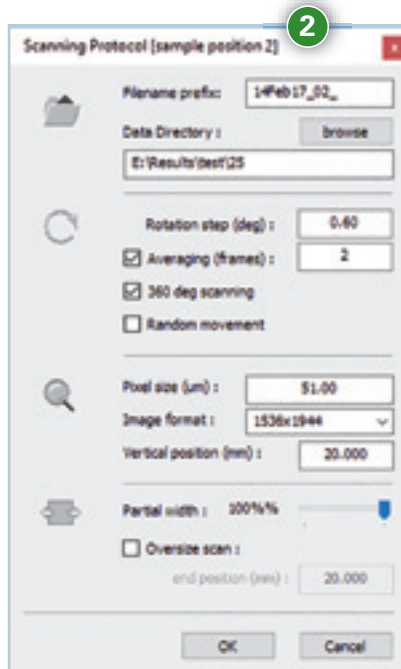 2
Scanning Protocol [sample position 2]
x
Filename prefix: 14Feb17_02_
Data Directory : browse
E:\Results\test\25
Rotation step (deg) : 0.60
Averaging (frames) : 2
360 deg scanning
Random movement
Pixel size (um) : 51.00
Image format : 1536x1944
Vertical position (mm) : 20.000
Partial width : 100%%
Oversize scan :
end position (mm) : 20.000
OK Cancel